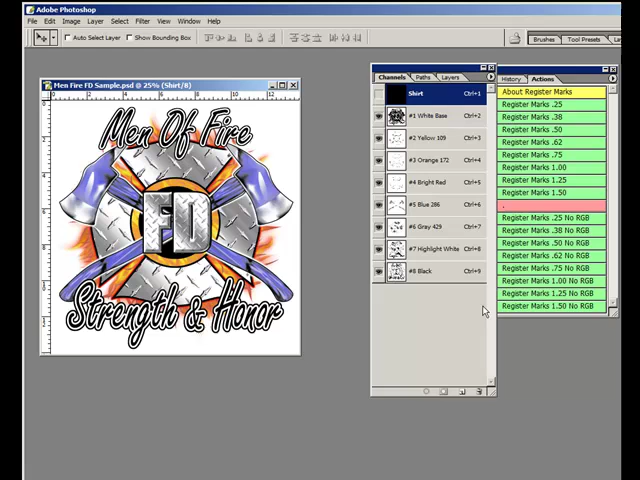 Adobe Photoshop
File Edit Image Layer Select Filter View Window Help
Auto Select Layer Show Bounding Box
Brushes Tool Presets
Men Fire FD Sample.psd @ 25% (Shirt/8)
0 2 4 6 8 10 12
Men Of Fire
FD
Strength & Honor
Channels Paths Layers
Shirt Ctrl+1
#1 White Base Ctrl+2
#2 Yellow 109 Ctrl+3
#3 Orange 172 Ctrl+4
#4 Bright Red Ctrl+5
#5 Blue 286 Ctrl+6
#6 Gray 429 Ctrl+7
#7 Highlight White Ctrl+8
#8 Black Ctrl+9
History Actions
About Register Marks
Register Marks .25
Register Marks .38
Register Marks .50
Register Marks .62
Register Marks .75
Register Marks 1.00
Register Marks 1.25
Register Marks 1.50
.
Register Marks .25 No RGB
Register Marks .38 No RGB
Register Marks .50 No RGB
Register Marks .62 No RGB
Register Marks .75 No RGB
Register Marks 1.00 No RGB
Register Marks 1.25 No RGB
Register Marks 1.50 No RGB